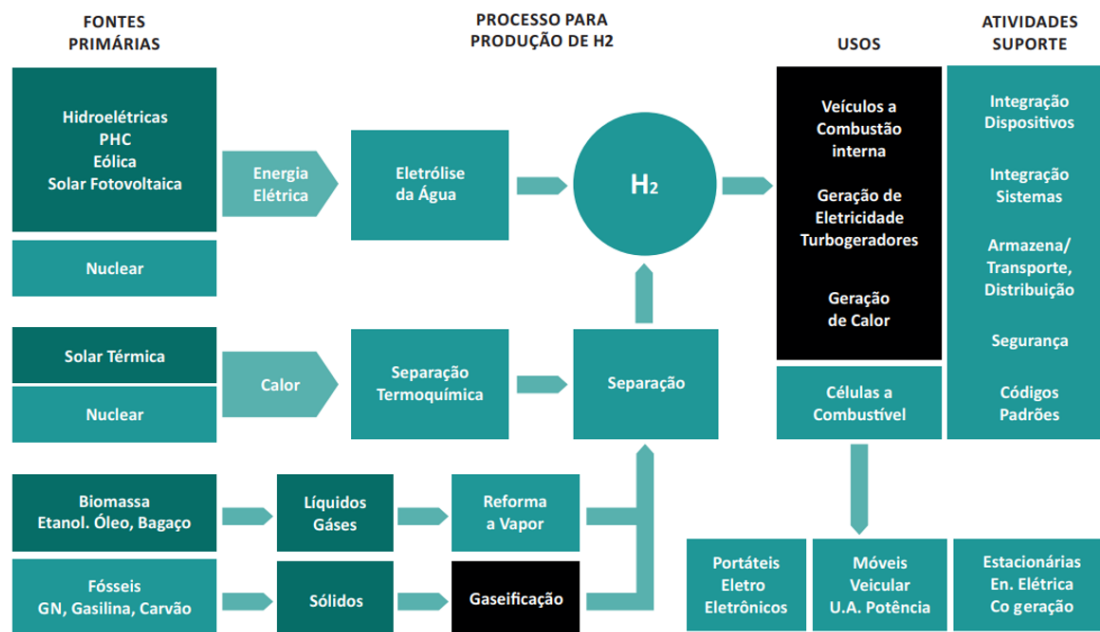 FONTES
PRIMÁRIAS
PROCESSO PARA
PRODUÇÃO DE H2
USOS
ATIVIDADES
SUPORTE
Hidroelétricas
PHC
Eólica
Solar Fotovoltaica
Nuclear
Energia
Elétrica
Eletrólise
da Água
H₂
Veículos a
Combustão
interna
Geração de
Eletricidade
Turbogeradores
Geração
de Calor
Células a
Combustível
Integração
Dispositivos
Integração
Sistemas
Armazena/
Transporte,
Distribuição
Segurança
Códigos
Padrões
Solar Térmica
Nuclear
Calor
Separação
Termoquímica
Separação
Biomassa
Etanol. Óleo, Bagaço
Líquidos
Gáses
Reforma
a Vapor
Fósseis
GN, Gasilina, Carvão
Sólidos
Gaseificação
Portáteis
Eletro
Eletrônicos
Móveis
Veicular
U.A. Potência
Estacionárias
En. Elétrica
Co geração